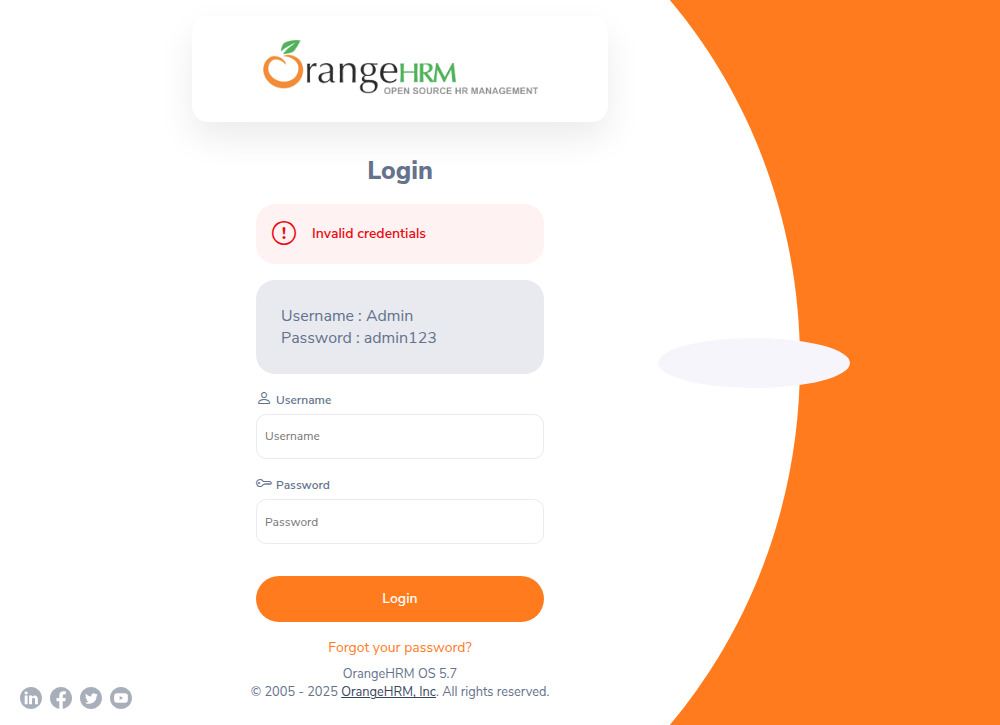 OrangeHRM
OPEN SOURCE HR MANAGEMENT
Login
Invalid credentials
Username : Admin
Password : admin123
Username
Username
Password
Password
Login
Forgot your password?
OrangeHRM OS 5.7
© 2005 - 2025 OrangeHRM, Inc. All rights reserved.